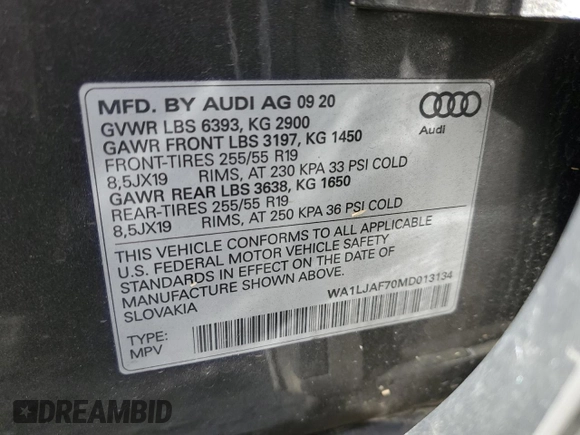 MFD. BY AUDI AG 09 20
GVWR LBS 6393, KG 2900
GAWR FRONT LBS 3197, KG 1450
FRONT-TIRES 255/55 R19
8,5JX19 RIMS, AT 230 KPA 33 PSI COLD
GAWR REAR LBS 3638, KG 1650
REAR-TIRES 255/55 R19
8,5JX19 RIMS, AT 250 KPA 36 PSI COLD
Audi
THIS VEHICLE CONFORMS TO ALL APPLICABLE
U.S. FEDERAL MOTOR VEHICLE SAFETY
STANDARDS IN EFFECT ON THE DATE OF
MANUFACTURE SHOWN ABOVE.
SLOVAKIA
WA1LJAF70MD013134
TYPE:
MPV
DREAMBID